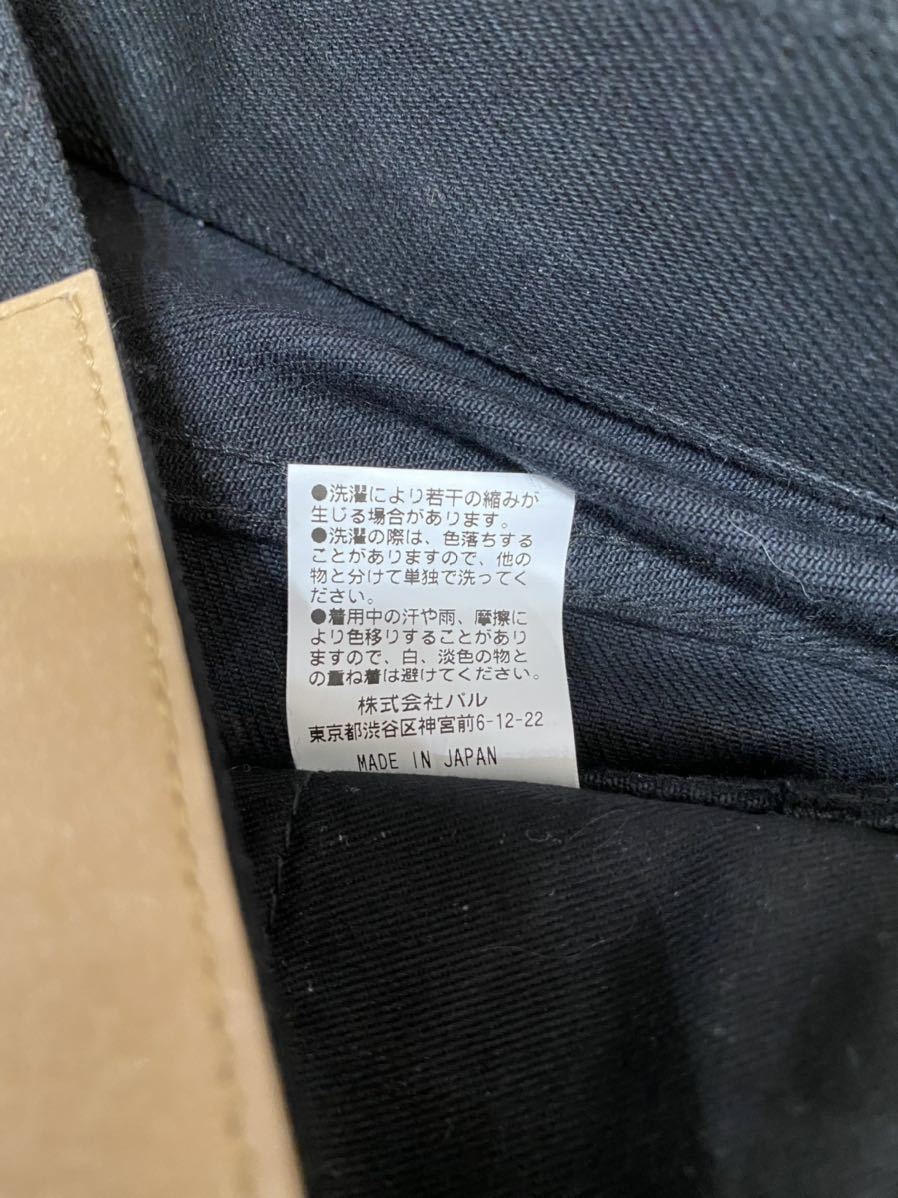 ●洗濯により若干の縮みが
生じる場合があります。
●洗濯の際は、色落ちする
ことがありますので、他の
物と分けて単独で洗ってく
ださい。
●着用中の汗や雨、摩擦に
より色移りすることがあり
ますので、白、淡色の物と
の重ね着は避けてください。
株式会社バル
東京都渋谷区神宮前6-12-22
MADE IN JAPAN